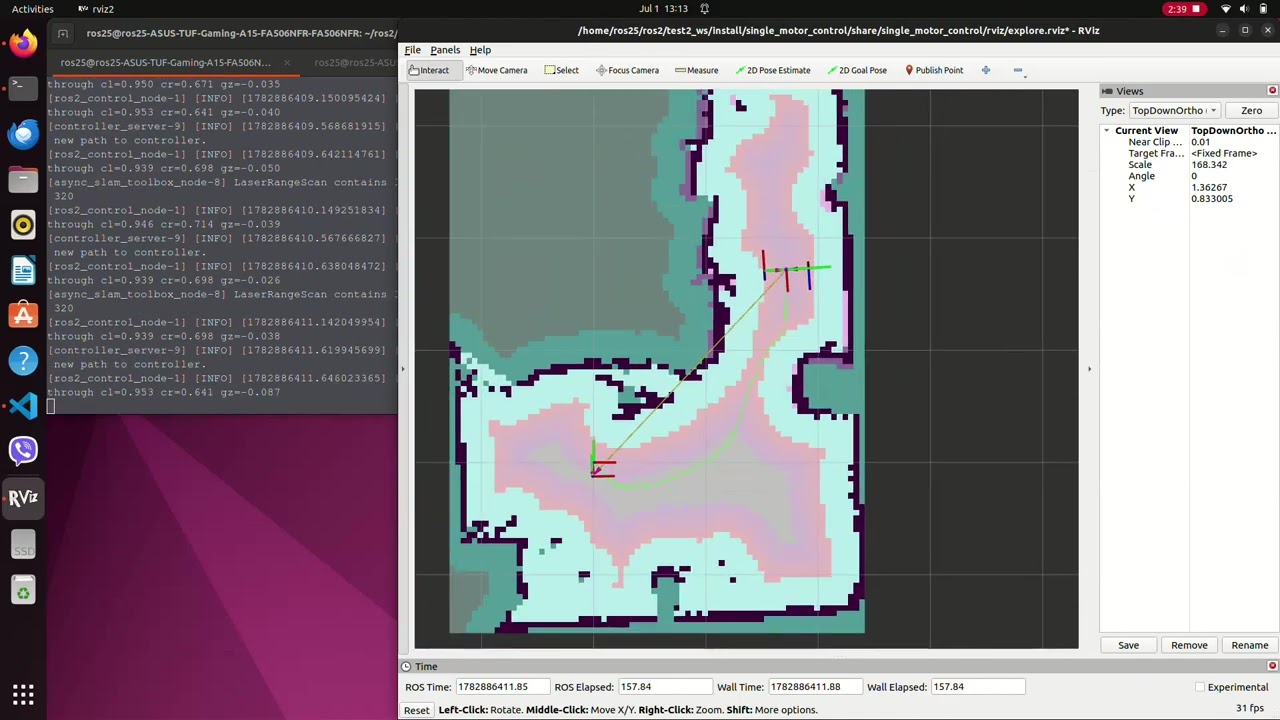 Activities
RViz rviz2
Jul 1 13:13
2:39
ros25@ros25-ASUS-TUF-Gaming-A15-FA506NFR-FA506NFR: ~/ros2/
/home/ros25/ros2/test2_ws/install/single_motor_control/share/single_motor_control/rviz/explore.rviz* - RViz
ros25@ros25-ASUS-TUF-Gaming-A15-FA506N...
ros25@ros25-ASUS
File Panels Help
Interact Move Camera Select Focus Camera Measure 2D Pose Estimate 2D Goal Pose Publish Point
through cl=0.950 cr=0.671 gz=-0.035
[ros2_control_node-1] [INFO] [1782886409.150095424]
through cl=0.953 cr=0.641 gz=-0.040
[controller_server-9] [INFO] [1782886409.568681915]
new path to controller.
[ros2_control_node-1] [INFO] [1782886409.642114761]
through cl=0.939 cr=0.698 gz=-0.050
[async_slam_toolbox_node-8] LaserRangeScan contains
320
[ros2_control_node-1] [INFO] [1782886410.149251834]
through cl=0.946 cr=0.714 gz=-0.039
[controller_server-9] [INFO] [1782886410.567666827]
new path to controller.
[ros2_control_node-1] [INFO] [1782886410.638048472]
through cl=0.939 cr=0.698 gz=-0.026
[async_slam_toolbox_node-8] LaserRangeScan contains
320
[ros2_control_node-1] [INFO] [1782886411.142049954]
through cl=0.939 cr=0.698 gz=-0.038
[controller_server-9] [INFO] [1782886411.619945699]
new path to controller.
[ros2_control_node-1] [INFO] [1782886411.646023365]
through cl=0.953 cr=0.641 gz=-0.087
RViz
SSD
Views
Type: TopDownOrtho Zero
Current View TopDownOrtho ...
Near Clip ... 0.01
Target Fra... <Fixed Frame>
Scale 168.342
Angle 0
X 1.36267
Y 0.833005
Save Remove Rename
Time
ROS Time: 1782886411.85 ROS Elapsed: 157.84 Wall Time: 1782886411.88 Wall Elapsed: 157.84 Experimental
Reset Left-Click: Rotate. Middle-Click: Move X/Y. Right-Click: Zoom. Shift: More options. 31 fps